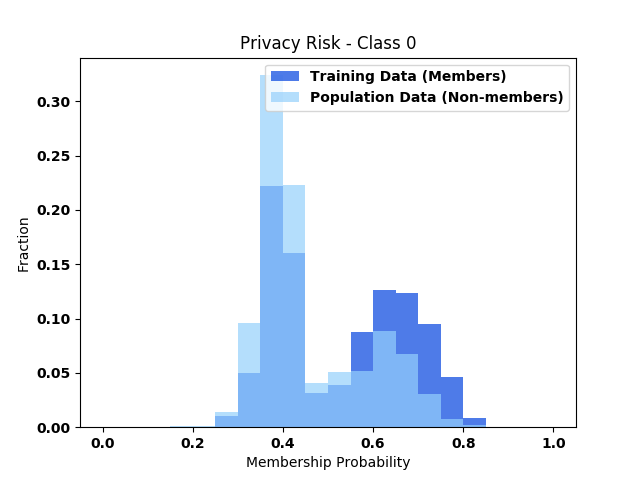 Privacy Risk - Class 0
Training Data (Members)
Population Data (Non-members)
Fraction
0.30
0.25
0.20
0.15
0.10
0.05
0.00
0.0 0.2 0.4 0.6 0.8 1.0
Membership Probability